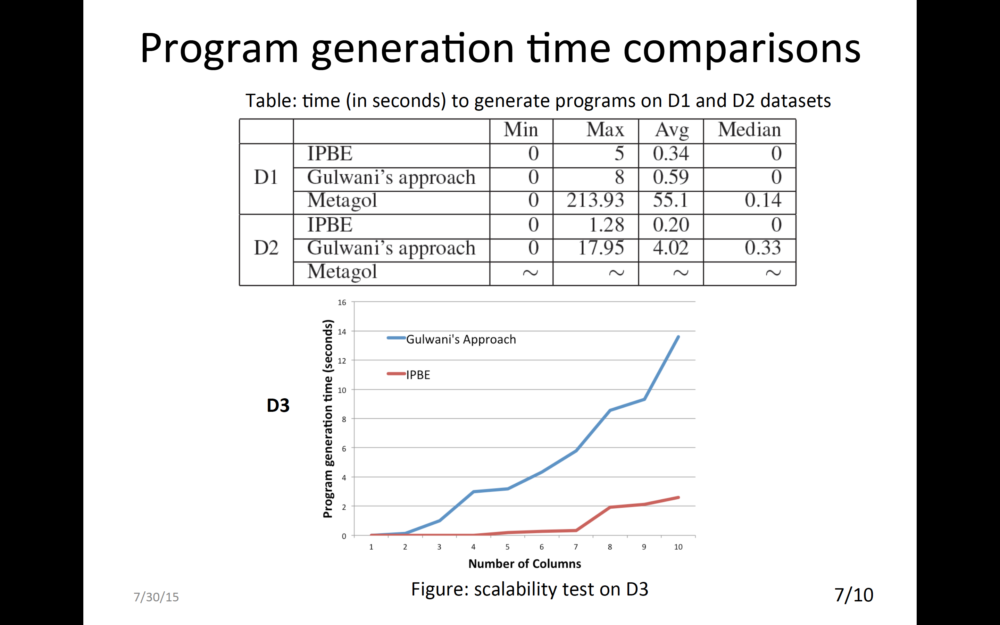 Program generation time comparisons
Table: time (in seconds) to generate programs on D1 and D2 datasets
Min Max Avg Median
D1
IPBE 0 5 0.34 0
Gulwani’s approach 0 8 0.59 0
Metagol 0 213.93 55.1 0.14
D2
IPBE 0 1.28 0.20 0
Gulwani’s approach 0 17.95 4.02 0.33
Metagol ~ ~ ~ ~
D3
Program generation time (seconds)
16
14
12
10
8
6
4
2
0
Gulwani's Approach
IPBE
1 2 3 4 5 6 7 8 9 10
Number of Columns
Figure: scalability test on D3
7/30/15
7/10